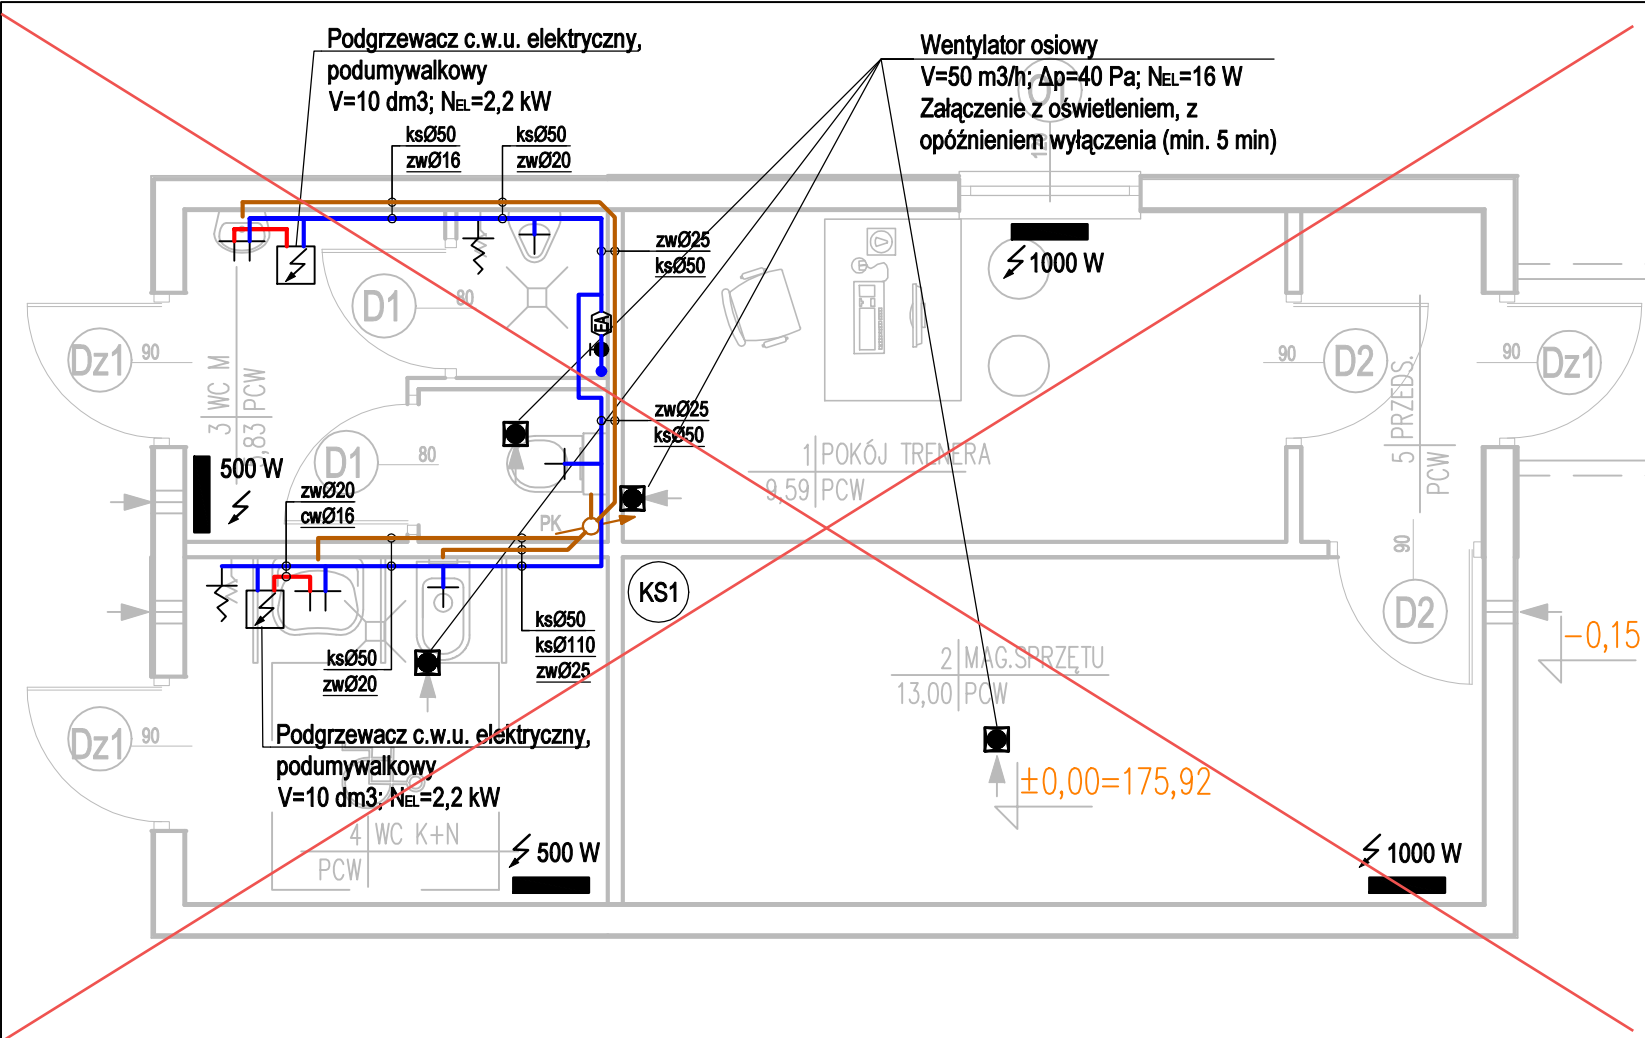 Podgrzewacz c.w.u. elektryczny,
podumywalkowy
V=10 dm3; NEL=2,2 kW
Wentylator osiowy
V=50 m3/h; Δp=40 Pa; NEL=16 W
Załączenie z oświetleniem, z
opóźnieniem wyłączenia (min. 5 min)
O1
ksØ50
zwØ16
ksØ50
zwØ20
zwØ25
ksØ50
1000 W
D1
80
EA
Dz1
90
3 WC M
,83 PCW
D1
80
500 W
zwØ20
cwØ16
zwØ25
ksØ50
1 POKÓJ TRENERA
9,59 PCW
90
D2
5 PRZEDS.
PCW
90
Dz1
PK
KS1
90
D2
-0,15
ksØ50
ksØ110
zwØ25
ksØ50
zwØ20
2 MAG.SPRZĘTU
13,00 PCW
Dz1
90
Podgrzewacz c.w.u. elektryczny,
podumywalkowy
V=10 dm3; NEL=2,2 kW
±0,00=175,92
4 WC K+N
PCW
500 W
1000 W